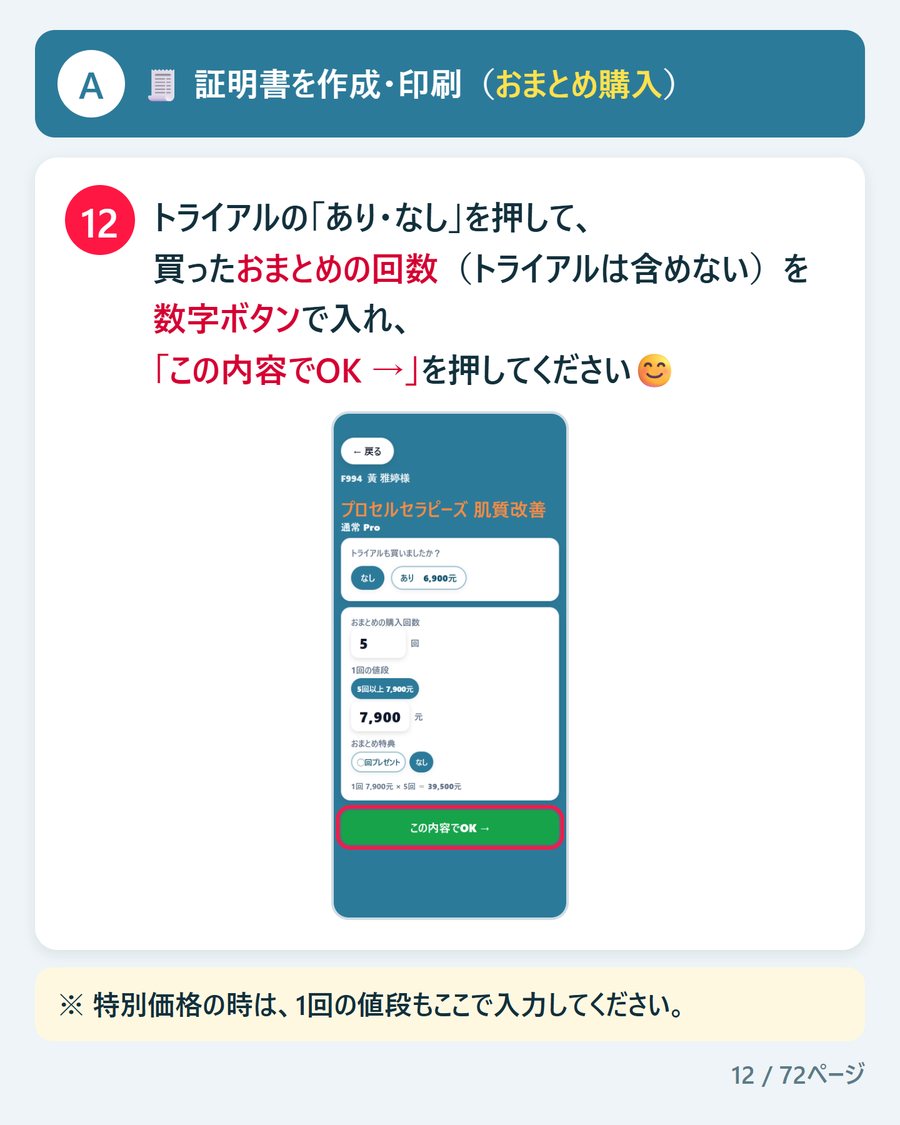 A 証明書を作成・印刷（おまとめ購入）
12 トライアルの「あり・なし」を押して、
買ったおまとめの回数（トライアルは含めない）を
数字ボタンで入れ、
「この内容でOK →」を押してください
← 戻る
F994 黃 雅婷様
プロセルセラピーズ 肌質改善
通常 Pro
トライアルも買いましたか？
なし あり 6,900元
おまとめの購入回数
5 回
1回の値段
5回以上 7,900元
7,900 元
おまとめ特典
◯回プレゼント なし
1回 7,900元 × 5回 = 39,500元
この内容でOK →
※ 特別価格の時は、1回の値段もここで入力してください。
12 / 72ページ